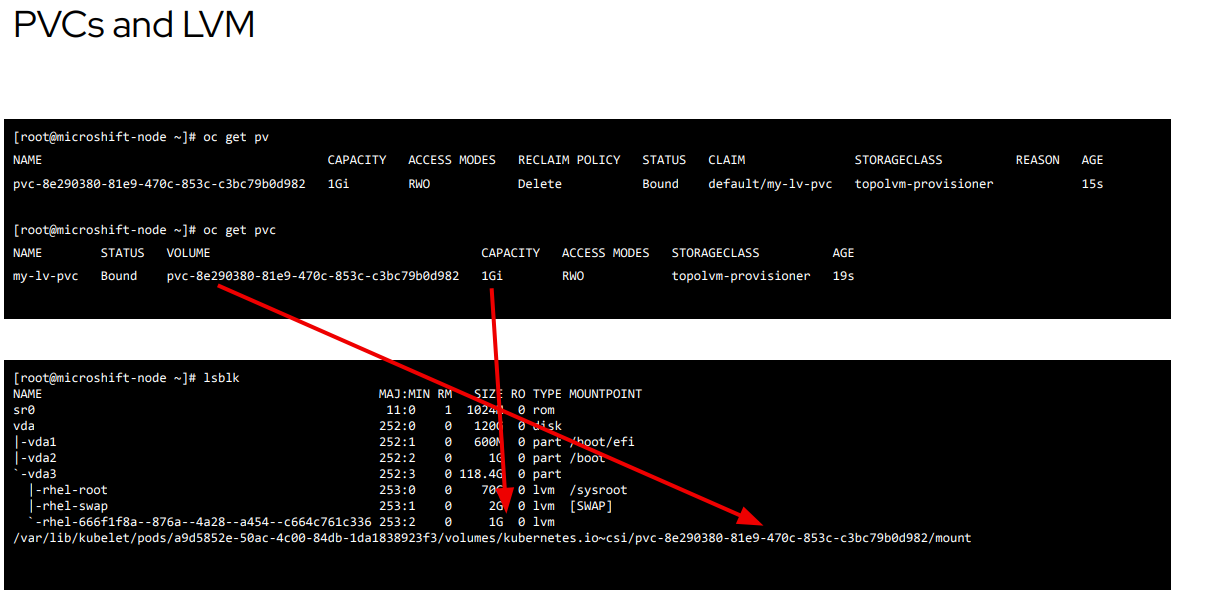 PVCs and LVM
[root@microshift-node ~]# oc get pv
NAME CAPACITY ACCESS MODES RECLAIM POLICY STATUS CLAIM STORAGECLASS REASON AGE
pvc-8e290380-81e9-470c-853c-c3bc79b0d982 1Gi RWO Delete Bound default/my-lv-pvc topolvm-provisioner 15s
[root@microshift-node ~]# oc get pvc
NAME STATUS VOLUME CAPACITY ACCESS MODES STORAGECLASS AGE
my-lv-pvc Bound pvc-8e290380-81e9-470c-853c-c3bc79b0d982 1Gi RWO topolvm-provisioner 19s
[root@microshift-node ~]# lsblk
NAME MAJ:MIN RM SIZE RO TYPE MOUNTPOINT
sr0 11:0 1 1024M 0 rom
vda 252:0 0 120G 0 disk
|-vda1 252:1 0 600M 0 part /boot/efi
|-vda2 252:2 0 1G 0 part /boot
`-vda3 252:3 0 118.4G 0 part
|-rhel-root 253:0 0 70G 0 lvm /sysroot
|-rhel-swap 253:1 0 2G 0 lvm [SWAP]
`-rhel-666f1f8a--876a--4a28--a454--c664c761c336 253:2 0 1G 0 lvm
/var/lib/kubelet/pods/a9d5852e-50ac-4c00-84db-1da1838923f3/volumes/kubernetes.io~csi/pvc-8e290380-81e9-470c-853c-c3bc79b0d982/mount